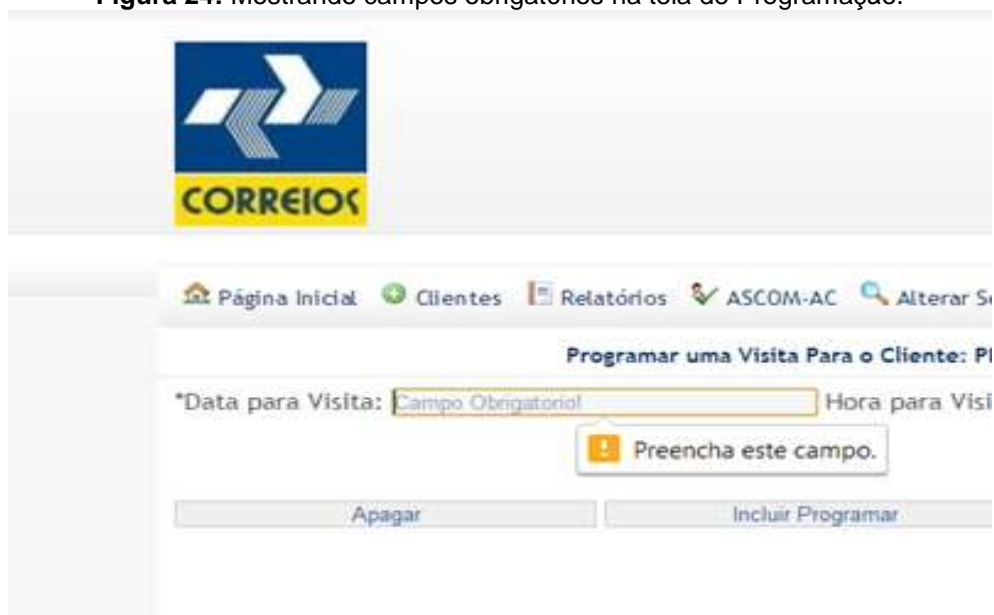 Figura 24: Mostrando campos obrigatórios na tela de Programação.
CORREIOS
Página Inicial Clientes Relatórios ASCOM-AC Alterar
Programar uma Visita Para o Cliente:
*Data para Visita: Campo Obrigatorio! Hora para
Preencha este campo.
Apagar Incluir Programar